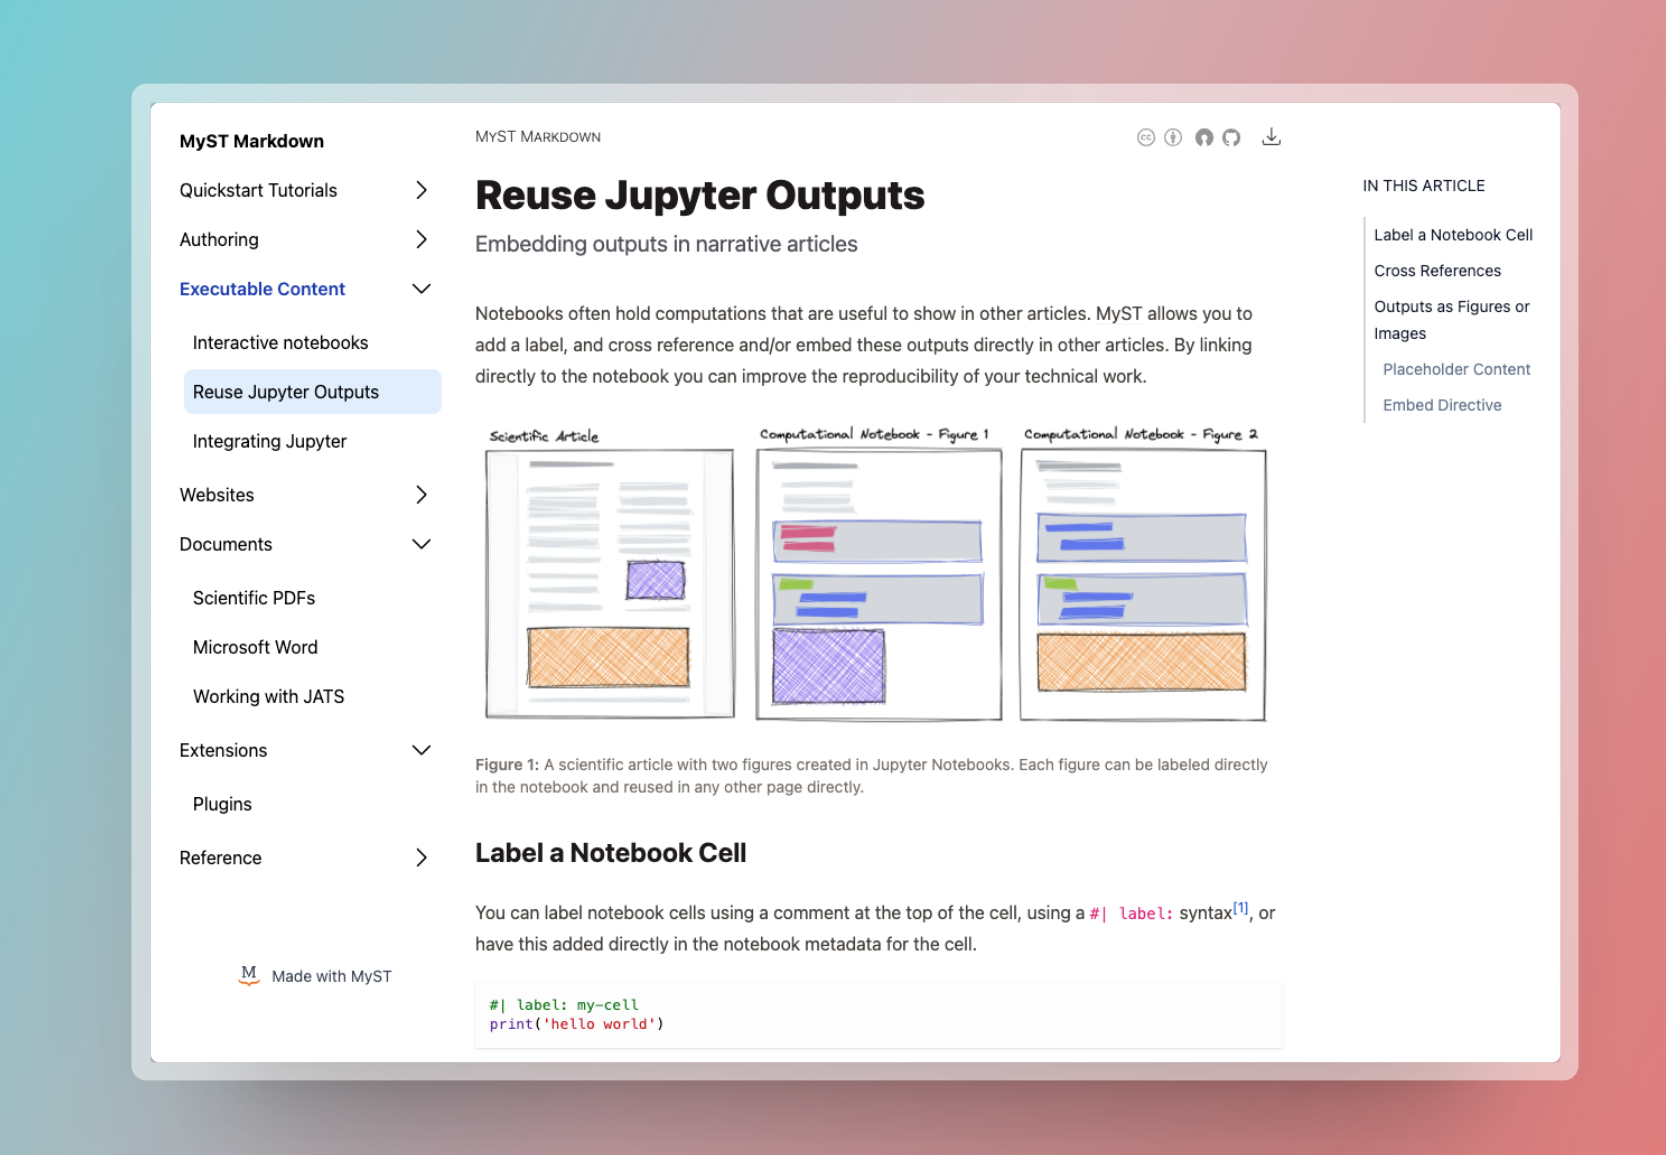 MyST Markdown
Quickstart Tutorials
Authoring
Executable Content
Interactive notebooks
Reuse Jupyter Outputs
Integrating Jupyter
Websites
Documents
Scientific PDFs
Microsoft Word
Working with JATS
Extensions
Plugins
Reference
M
Made with MyST
MYST MARKDOWN
cc
Reuse Jupyter Outputs
Embedding outputs in narrative articles
Notebooks often hold computations that are useful to show in other articles. MyST allows you to
add a label, and cross reference and/or embed these outputs directly in other articles. By linking
directly to the notebook you can improve the reproducibility of your technical work.
Scientific Article
Computational Notebook - Figure 1
Computational Notebook - Figure 2
Figure 1: A scientific article with two figures created in Jupyter Notebooks. Each figure can be labeled directly
in the notebook and reused in any other page directly.
Label a Notebook Cell
You can label notebook cells using a comment at the top of the cell, using a #| label: syntax[1], or
have this added directly in the notebook metadata for the cell.
#| label: my-cell
print('hello world')
IN THIS ARTICLE
Label a Notebook Cell
Cross References
Outputs as Figures or
Images
Placeholder Content
Embed Directive